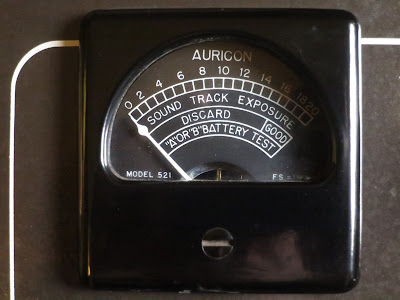 AURICON
0 2 4 6 8 10 12 14 16 18 20
SOUND TRACK EXPOSURE
DISCARD GOOD
"A"OR"B"BATTERY TEST
MODEL 521